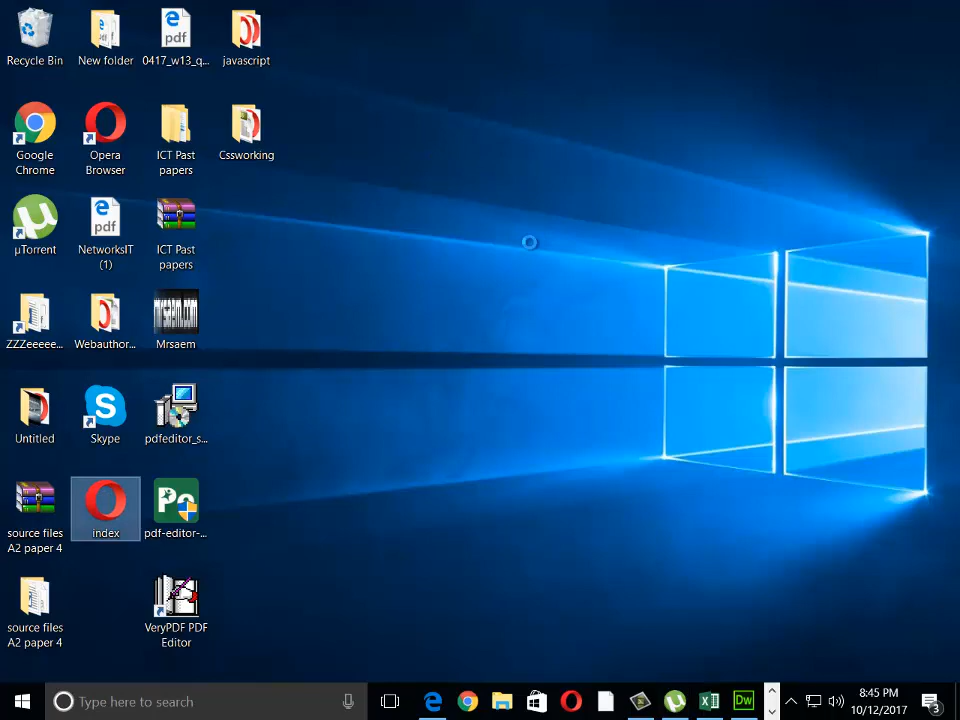 Recycle Bin
New folder
0417_w13_q...
javascript
Google
Chrome
Opera
Browser
ICT Past
papers
Cssworking
µTorrent
NetworksIT
(1)
ICT Past
papers
ZZZeeeee...
Webauthor...
Mrsaem
Untitled
Skype
pdfeditor_s...
source files
A2 paper 4
index
pdf-editor-...
source files
A2 paper 4
VeryPDF PDF
Editor
Type here to search
8:45 PM
10/12/2017
3